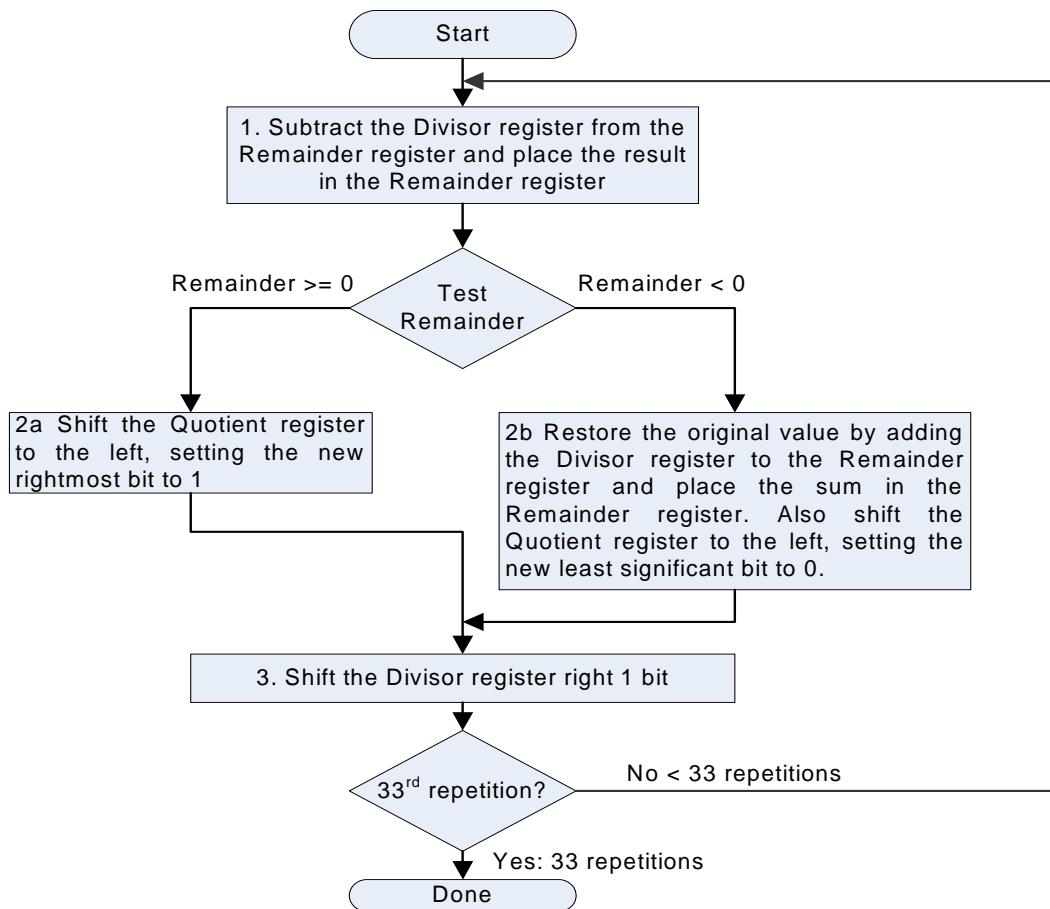 Start
1. Subtract the Divisor register from the
Remainder register and place the result
in the Remainder register
Remainder >= 0
Test
Remainder
Remainder < 0
2a Shift the Quotient register
to the left, setting the new
rightmost bit to 1
2b Restore the original value by adding
the Divisor register to the Remainder
register and place the sum in the
Remainder register. Also shift the
Quotient register to the left, setting the
new least significant bit to 0.
3. Shift the Divisor register right 1 bit
33rd repetition?
No < 33 repetitions
Yes: 33 repetitions
Done